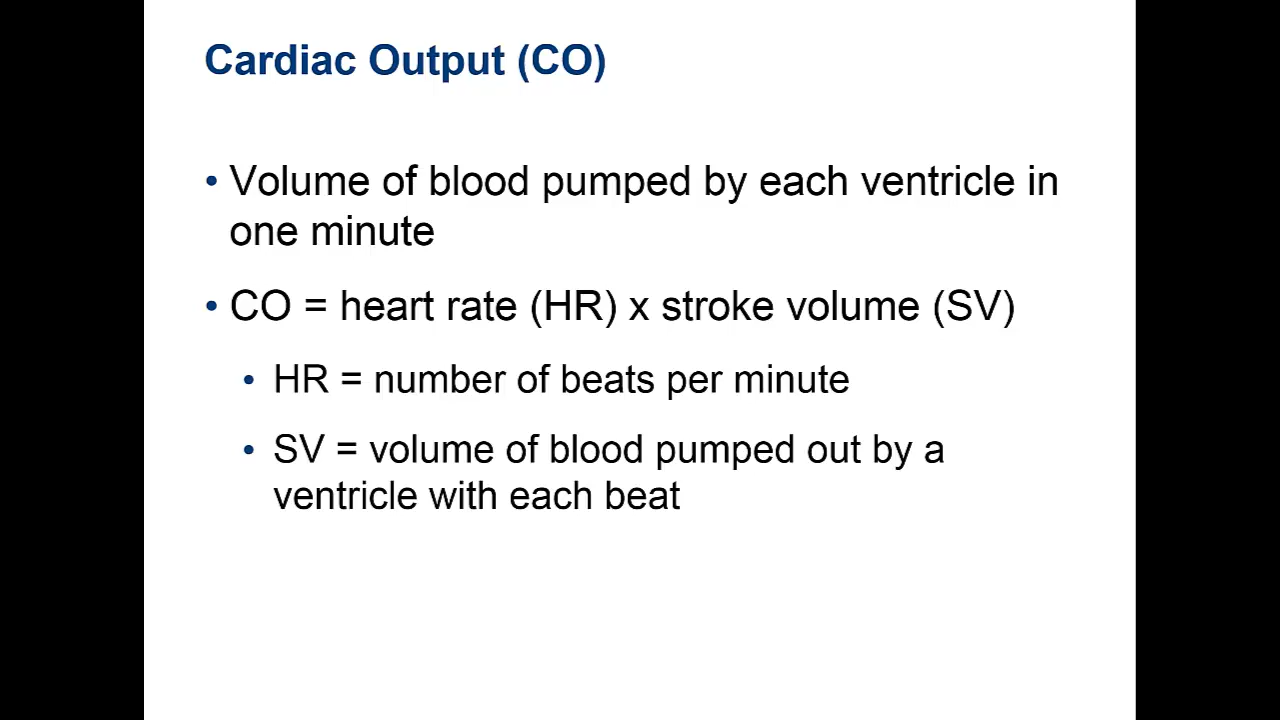 Cardiac Output (CO)
• Volume of blood pumped by each ventricle in
one minute
• CO = heart rate (HR) x stroke volume (SV)
• HR = number of beats per minute
• SV = volume of blood pumped out by a
ventricle with each beat